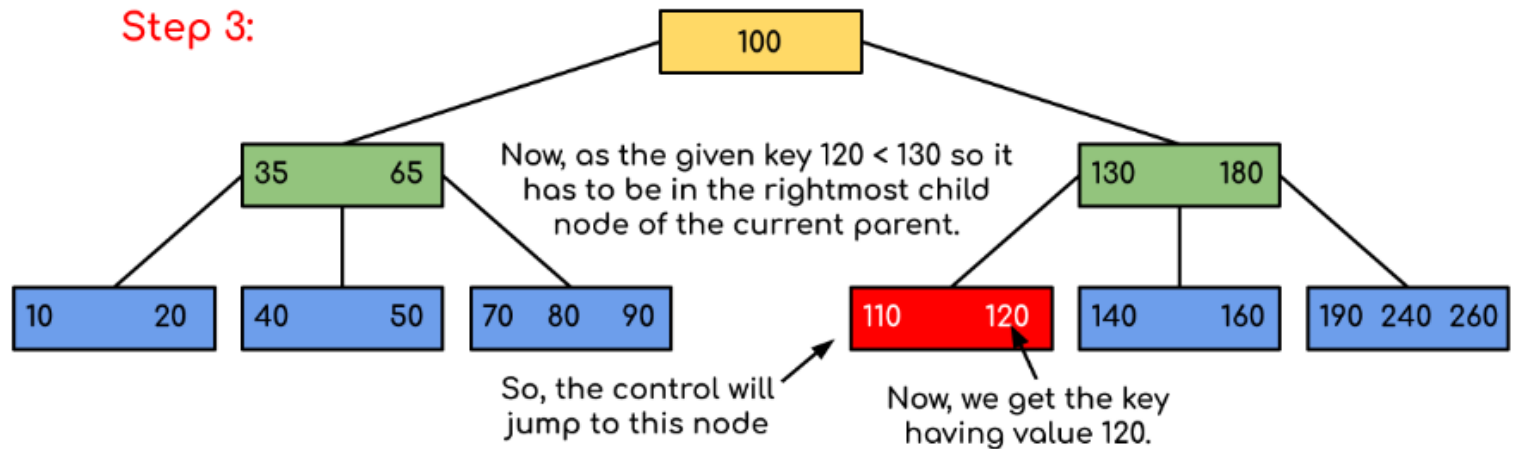 Step 3:
100
35 65
Now, as the given key 120 < 130 so it
has to be in the rightmost child
node of the current parent.
130 180
10 20
40 50
70 80 90
110 120
140 160
190 240 260
So, the control will
jump to this node
Now, we get the key
having value 120.